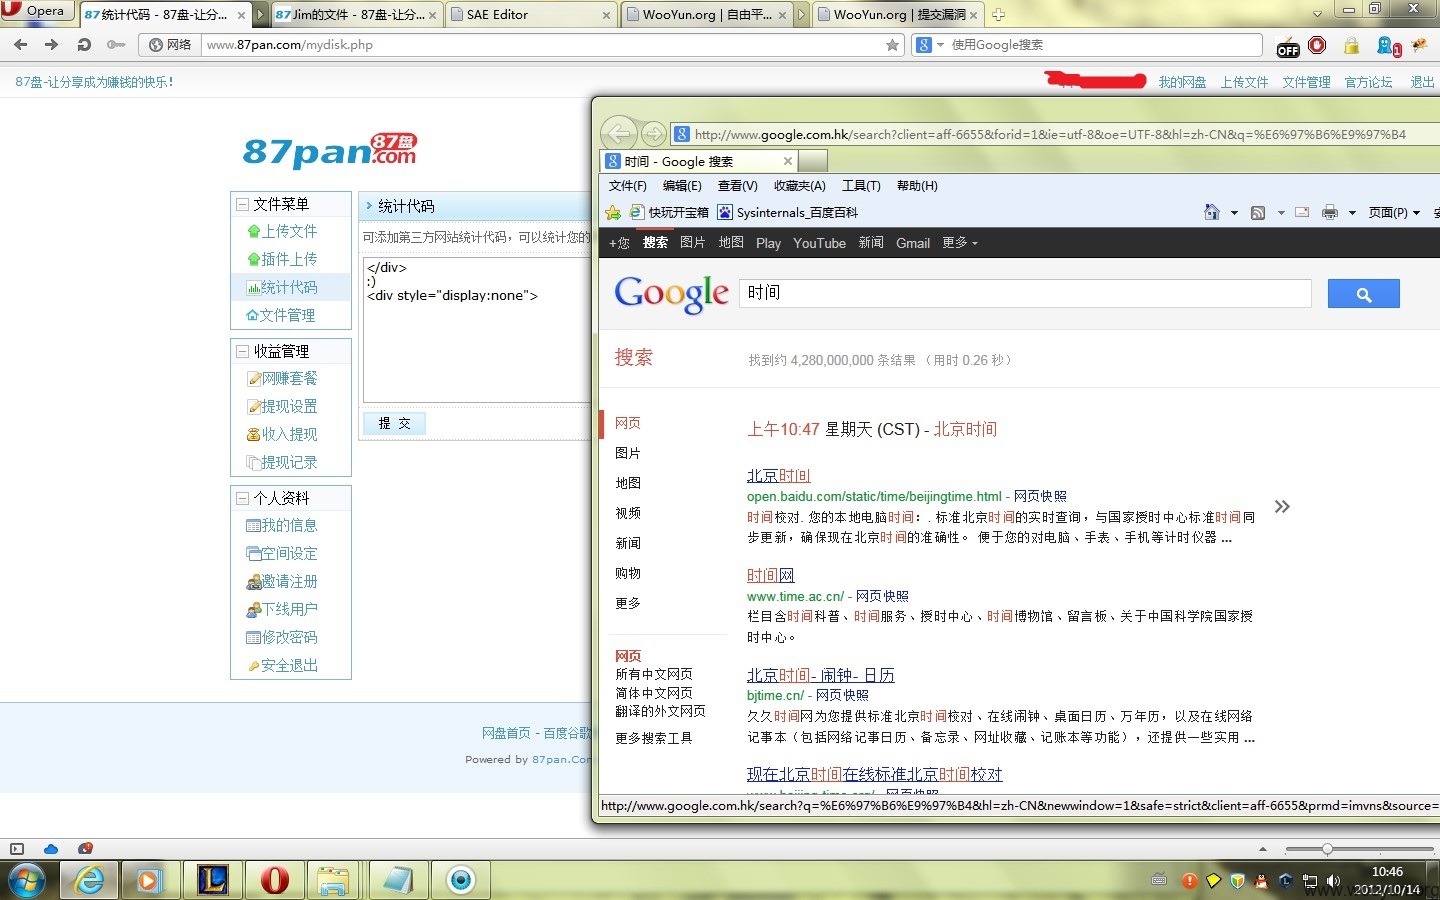 Opera
87统计代码 - 87盘-让分...
87Jim的文件 - 87盘-让分...
SAE Editor
WooYun.org | 自由平...
WooYun.org | 提交漏洞
网络
www.87pan.com/mydisk.php
使用Google搜索
OFF
1
87盘-让分享成为赚钱的快乐!
我的网盘 上传文件 文件管理 官方论坛 退出
87pan 87盘 .com
文件菜单
上传文件
插件上传
统计代码
文件管理
收益管理
网赚套餐
提现设置
收入提现
提现记录
个人资料
我的信息
空间设定
邀请注册
下线用户
修改密码
安全退出
统计代码
可添加第三方网站统计代码，可以统计您的
</div>
:)
<div style="display:none">
提 交
网盘首页 - 百度谷歌
Powered by 87pan.Com
http://www.google.com.hk/search?client=aff-6655&forid=1&ie=utf-8&oe=UTF-8&hl=zh-CN&q=%E6%97%B6%E9%97%B4
时间 - Google 搜索
文件(F) 编辑(E) 查看(V) 收藏夹(A) 工具(T) 帮助(H)
快玩开宝箱 Sysinternals_百度百科
页面(P)
+您 搜索 图片 地图 Play YouTube 新闻 Gmail 更多
Google
时间
搜索
找到约 4,280,000,000 条结果 （用时 0.26 秒）
网页
图片
地图
视频
新闻
购物
更多
网页
所有中文网页
简体中文网页
翻译的外文网页
更多搜索工具
上午10:47 星期天 (CST) - 北京时间
北京时间
open.baidu.com/static/time/beijingtime.html - 网页快照
时间校对. 您的本地电脑时间：. 标准北京时间的实时查询，与国家授时中心标准时间同
步更新，确保现在北京时间的准确性。 便于您的对电脑、手表、手机等计时仪器 ...
时间网
www.time.ac.cn/ - 网页快照
栏目含时间科普、时间服务、授时中心、时间博物馆、留言板、关于中国科学院国家授
时中心。
北京时间- 闹钟- 日历
bjtime.cn/ - 网页快照
久久时间网为您提供标准北京时间校对、在线闹钟、桌面日历、万年历，以及在线网络
记事本（包括网络记事日历、备忘录、网址收藏、记账本等功能），还提供一些实用 ...
现在北京时间在线标准北京时间校对
http://www.google.com.hk/search?q=%E6%97%B6%E9%97%B4&hl=zh-CN&newwindow=1&safe=strict&client=aff-6655&prmd=imvns&source=
10:46
2012/10/14